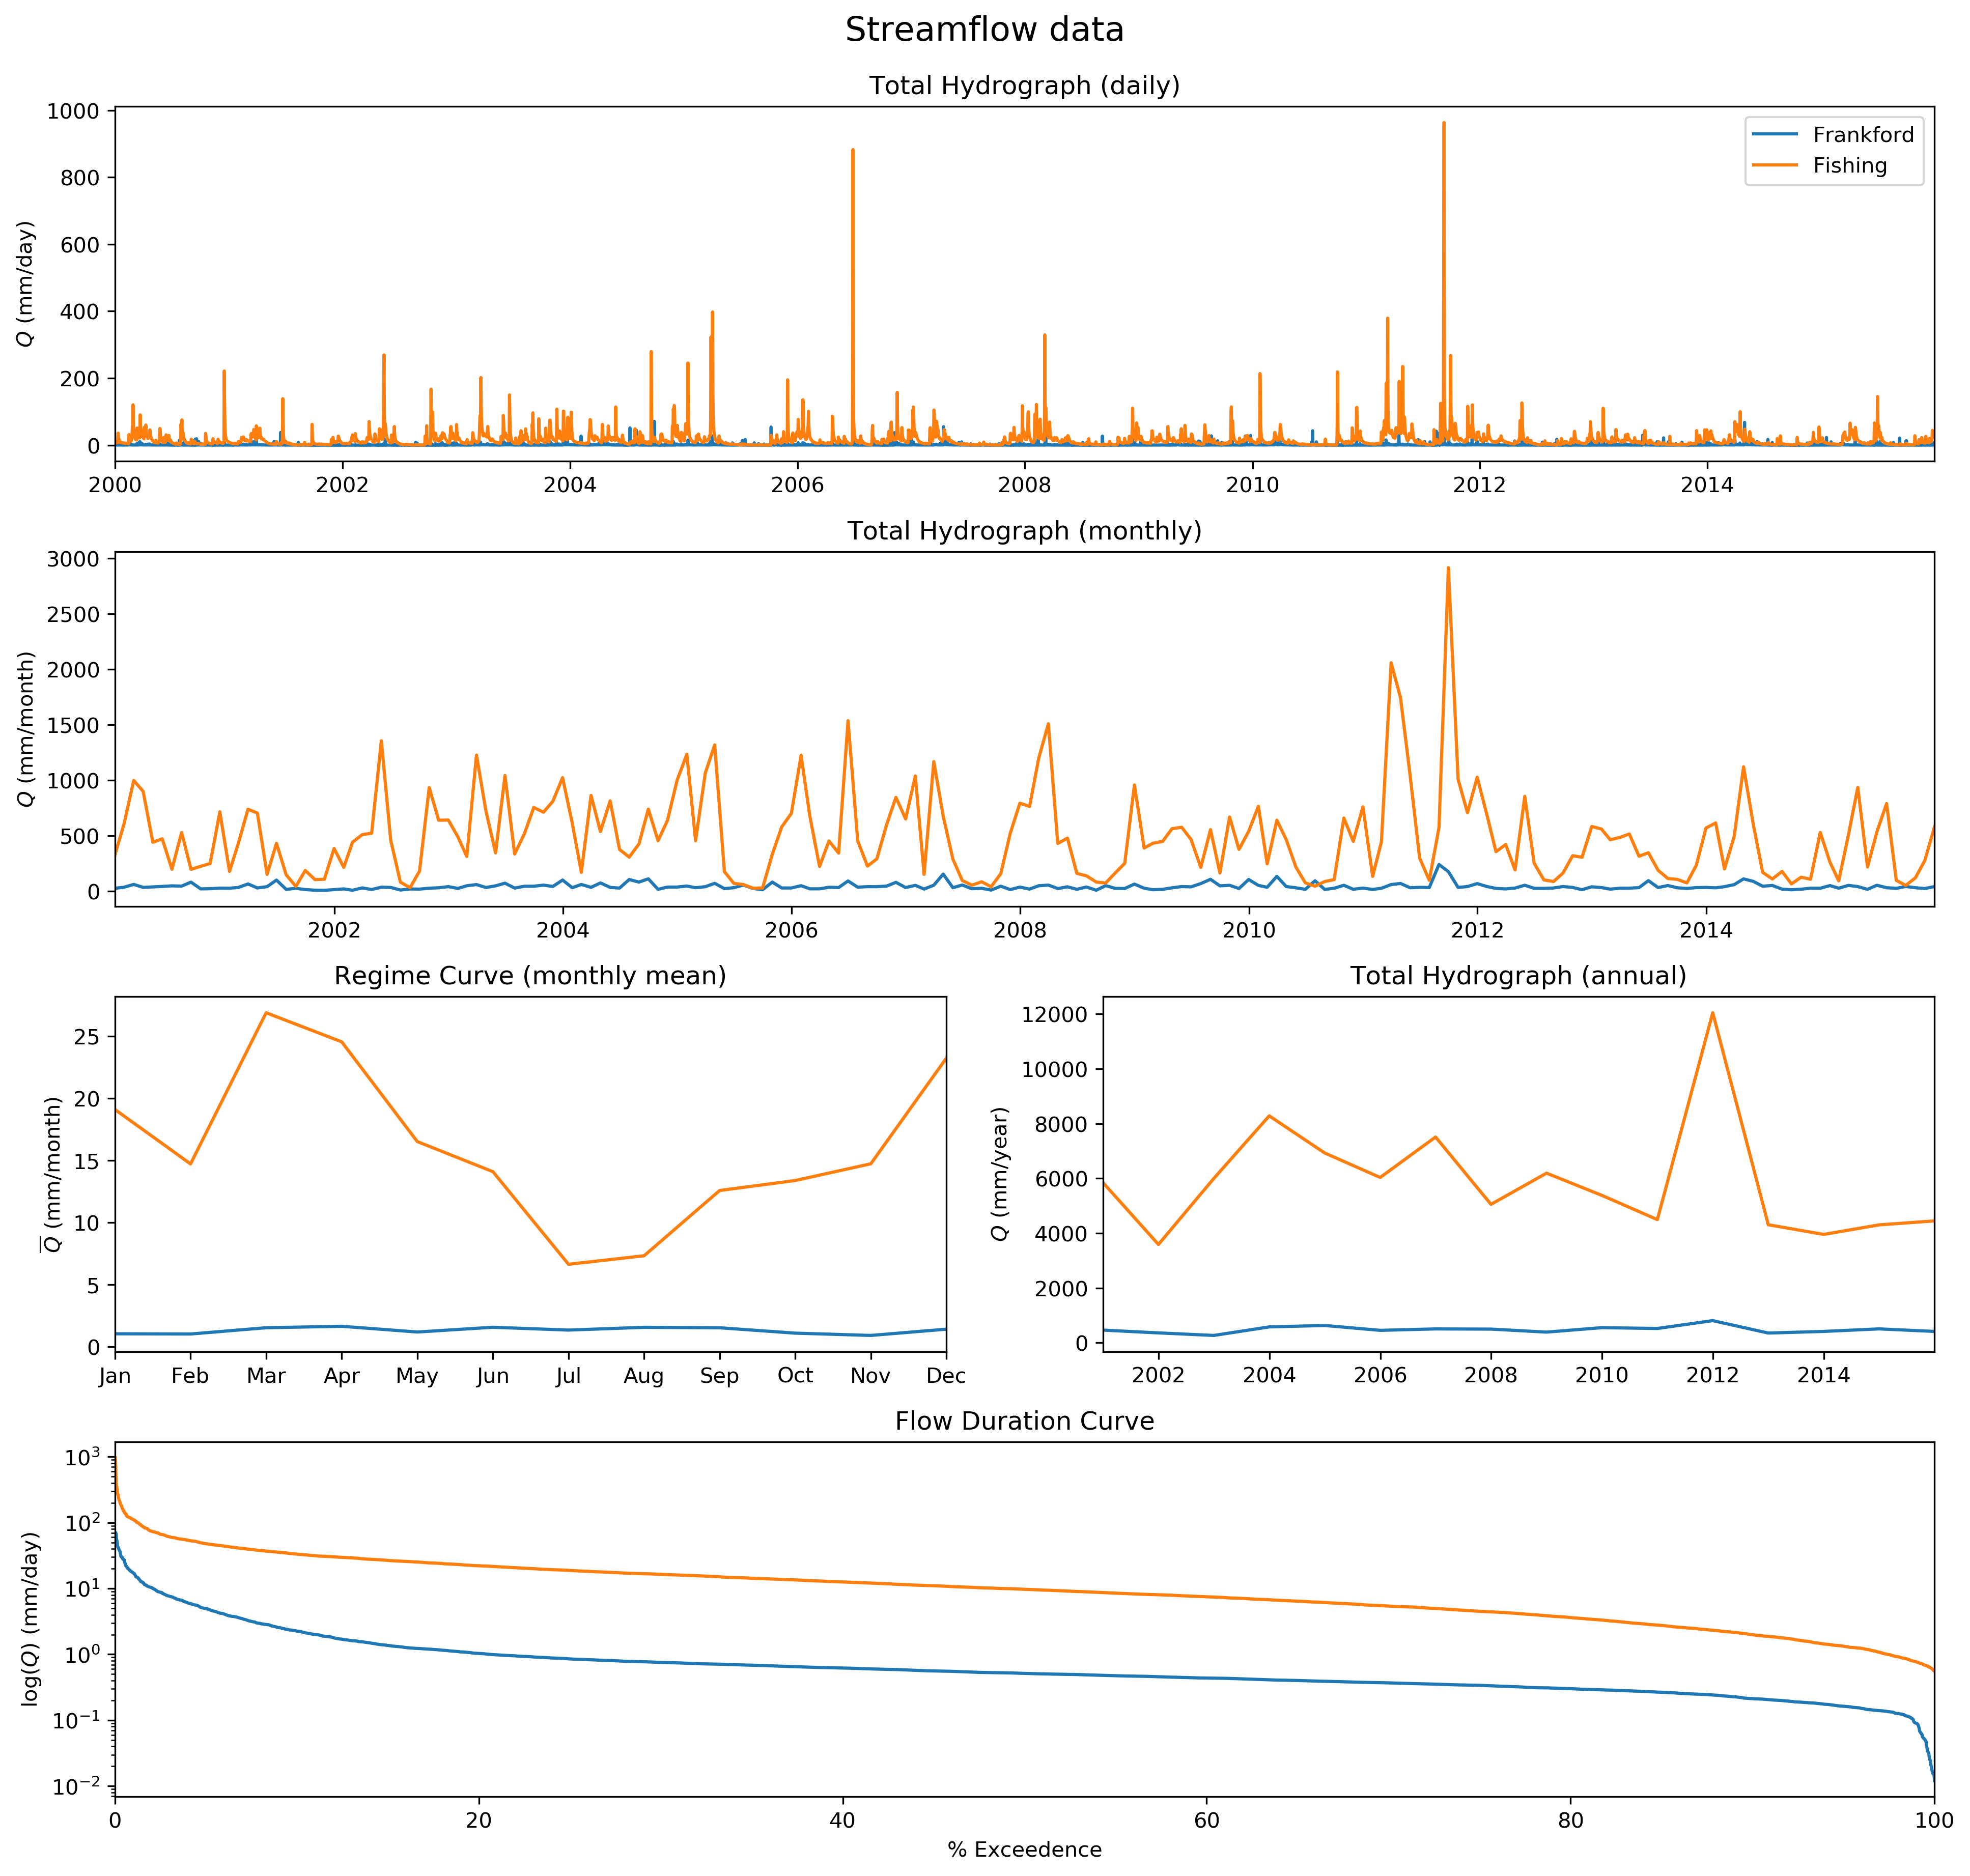 Streamflow data
Total Hydrograph (daily)
1000
800
600
400
200
0
Q (mm/day)
Frankford
Fishing
2000 2002 2004 2006 2008 2010 2012 2014
Total Hydrograph (monthly)
3000
2500
2000
1500
1000
500
0
Q (mm/month)
2002 2004 2006 2008 2010 2012 2014
Regime Curve (monthly mean)
25
20
15
10
5
0
Q̅ (mm/month)
Jan Feb Mar Apr May Jun Jul Aug Sep Oct Nov Dec
Total Hydrograph (annual)
12000
10000
8000
6000
4000
2000
0
Q (mm/year)
2002 2004 2006 2008 2010 2012 2014
Flow Duration Curve
10³
10²
10¹
10⁰
10⁻¹
10⁻²
log(Q) (mm/day)
0 20 40 60 80 100
% Exceedence